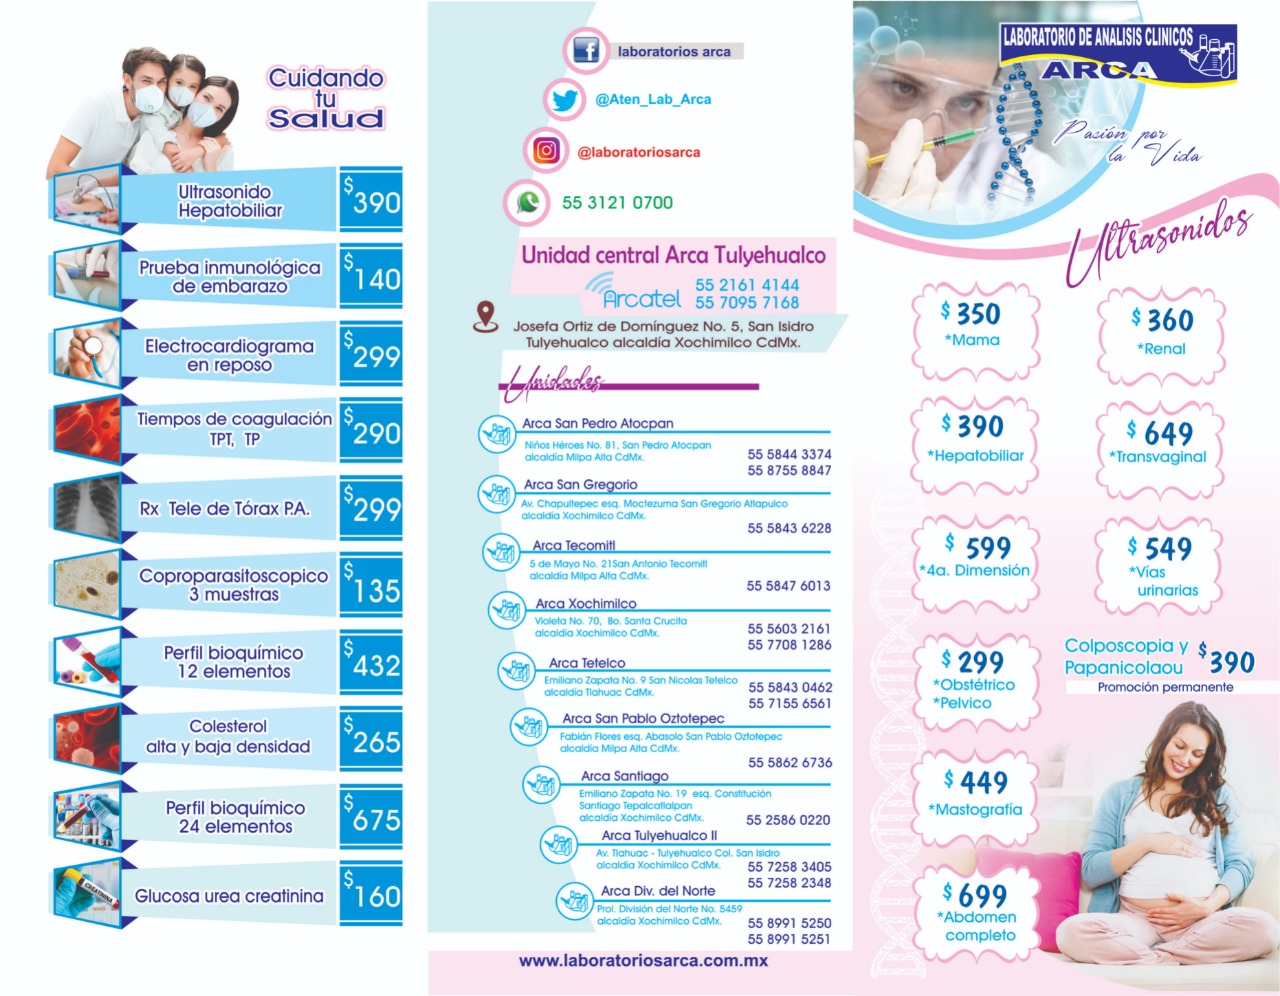 Cuidando
tu
Salud
Ultrasonido
Hepatobiliar
$390
Prueba inmunológica
de embarazo
$140
Electrocardiograma
en reposo
$299
Tiempos de coagulación
TPT, TP
$290
Rx Tele de Tórax P.A.
$299
Coproparasitoscopico
3 muestras
$135
Perfil bioquímico
12 elementos
$432
Colesterol
alta y baja densidad
$265
Perfil bioquímico
24 elementos
$675
CREATININA
Glucosa urea creatinina
$160
laboratorios arca
@Aten_Lab_Arca
@laboratoriosarca
55 3121 0700
Unidad central Arca Tulyehualco
Arcatel
55 2161 4144
55 7095 7168
Josefa Ortiz de Domínguez No. 5, San Isidro
Tulyehualco alcaldía Xochimilco CdMx.
Unidades
Arca San Pedro Atocpan
Niños Héroes No. 81, San Pedro Atocpan
alcaldía Milpa Alta CdMx.
55 5844 3374
55 8755 8847
Arca San Gregorio
Av. Chapultepec esq. Moctezuma San Gregorio Atlapulco
alcaldía Xochimilco CdMx.
55 5843 6228
Arca Tecomitl
5 de Mayo No. 21San Antonio Tecomitl
alcaldía Milpa Alta CdMx.
55 5847 6013
Arca Xochimilco
Violeta No. 70, Bo. Santa Crucita
alcaldía Xochimilco CdMx.
55 5603 2161
55 7708 1286
Arca Tetelco
Emiliano Zapata No. 9 San Nicolas Tetelco
alcaldía Tlahuac CdMx.
55 5843 0462
55 7155 6561
Arca San Pablo Oztotepec
Fabián Flores esq. Abasolo San Pablo Oztotepec
alcaldía Milpa Alta CdMx.
55 5862 6736
Arca Santiago
Emiliano Zapata No. 19 esq. Constitución
Santiago Tepalcatlalpan
alcaldía Xochimilco CdMx.
55 2586 0220
Arca Tulyehualco II
Av. Tlahuac - Tulyehualco Col. San Isidro
alcaldía Xochimilco CdMx.
55 7258 3405
55 7258 2348
Arca Div. del Norte
Prol. División del Norte No. 5459
alcaldía Xochimilco CdMx.
55 8991 5250
55 8991 5251
www.laboratoriosarca.com.mx
LABORATORIO DE ANALISIS CLINICOS
ARCA
Pasión por
la Vida
Ultrasonidos
$350
*Mama
$360
*Renal
$390
*Hepatobiliar
$649
*Transvaginal
$599
*4a. Dimensión
$549
*Vías
urinarias
$299
*Obstétrico
*Pelvico
Colposcopia y
Papanicolaou
$390
Promoción permanente
$449
*Mastografía
$699
*Abdomen
completo